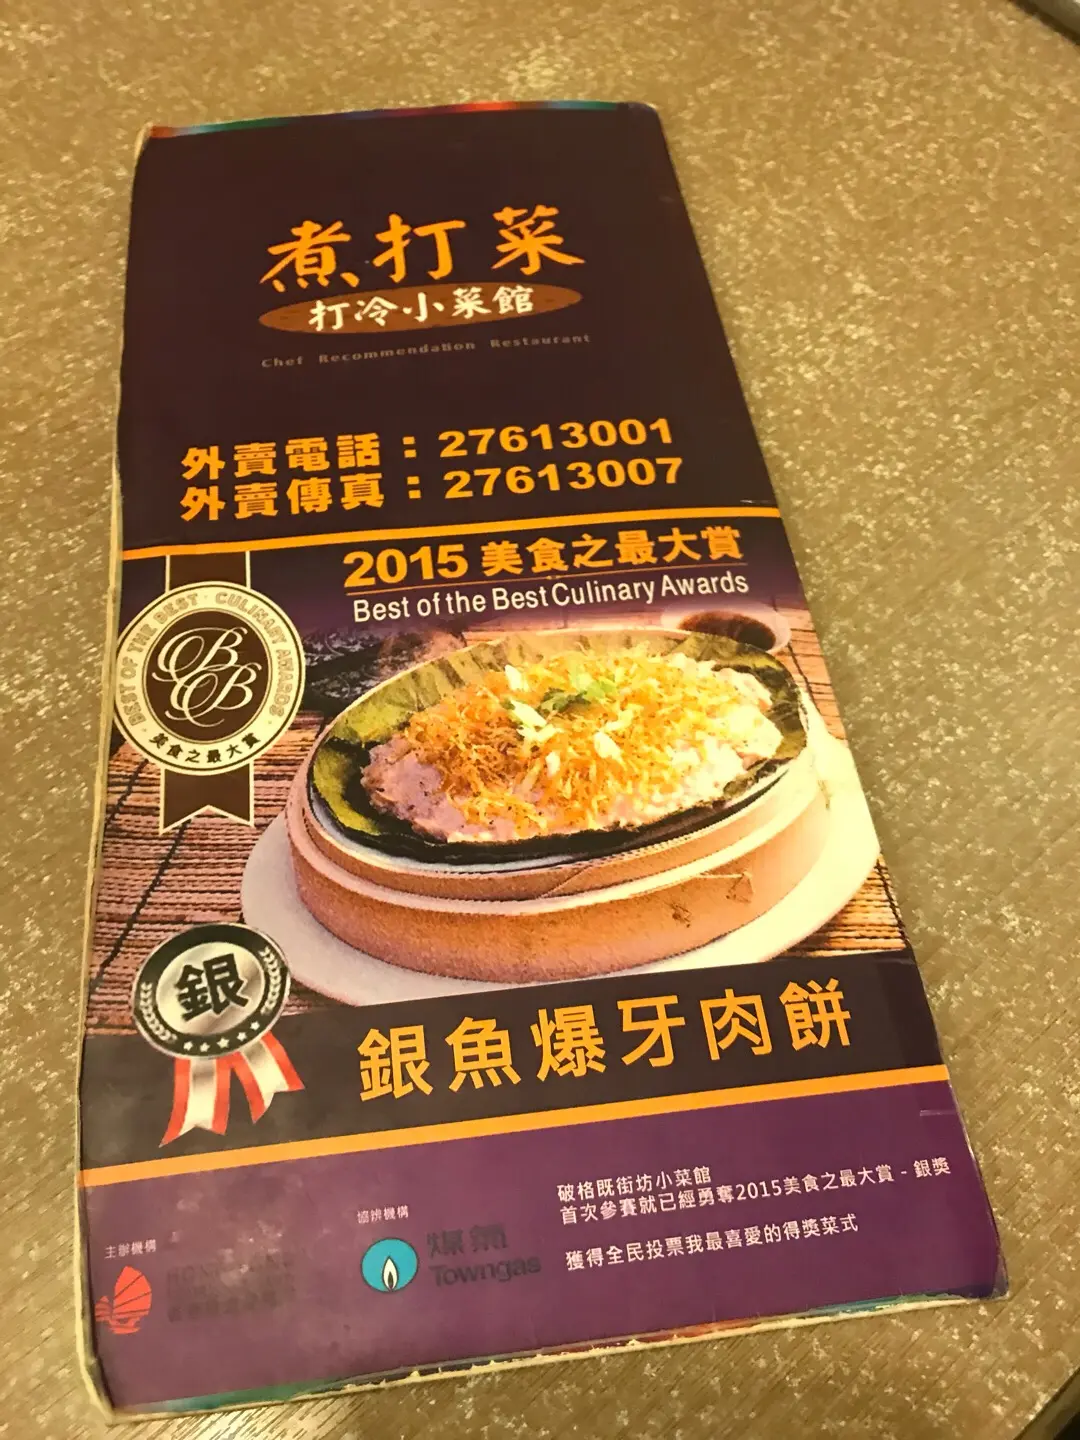 煮打菜
打冷小菜館
Chef Recommendation Restaurant
外賣電話：27613001
外賣傳真：27613007
2015 美食之最大賞
Best of the Best Culinary Awards
BEST OF THE BEST · CULINARY AWARDS ·
BCB
美食之最大賞
銀
銀魚爆牙肉餅
破格既街坊小菜館
首次參賽就已經勇奪2015美食之最大賞 - 銀獎
獲得全民投票我最喜愛的得獎菜式
主辦機構
協辨機構
煤氣
Towngas